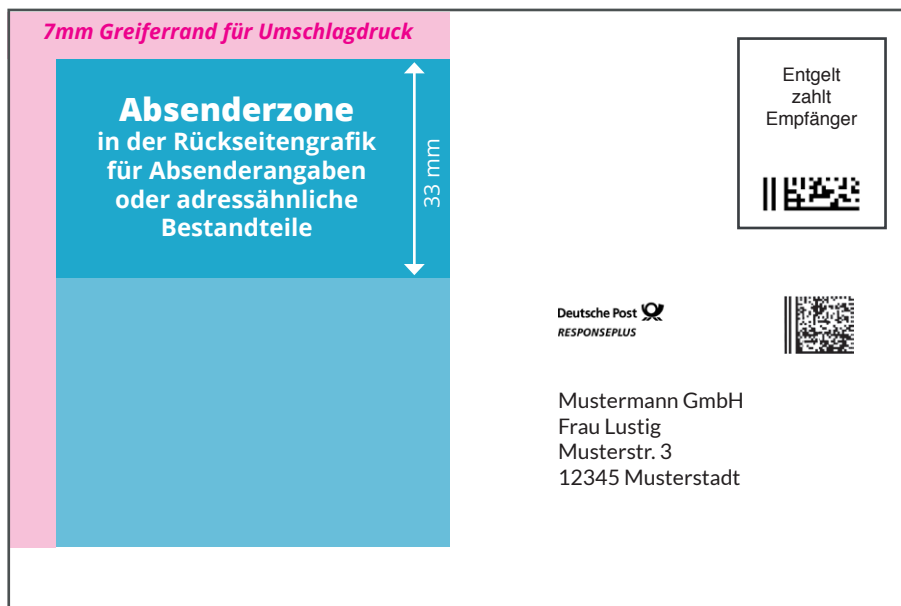 7mm Greiferrand für Umschlagdruck
Absenderzone
in der Rückseitengrafik
für Absenderangaben
oder adressähnliche
Bestandteile
33 mm
Entgelt
zahlt
Empfänger
Deutsche Post
RESPONSEPLUS
Mustermann GmbH
Frau Lustig
Musterstr. 3
12345 Musterstadt